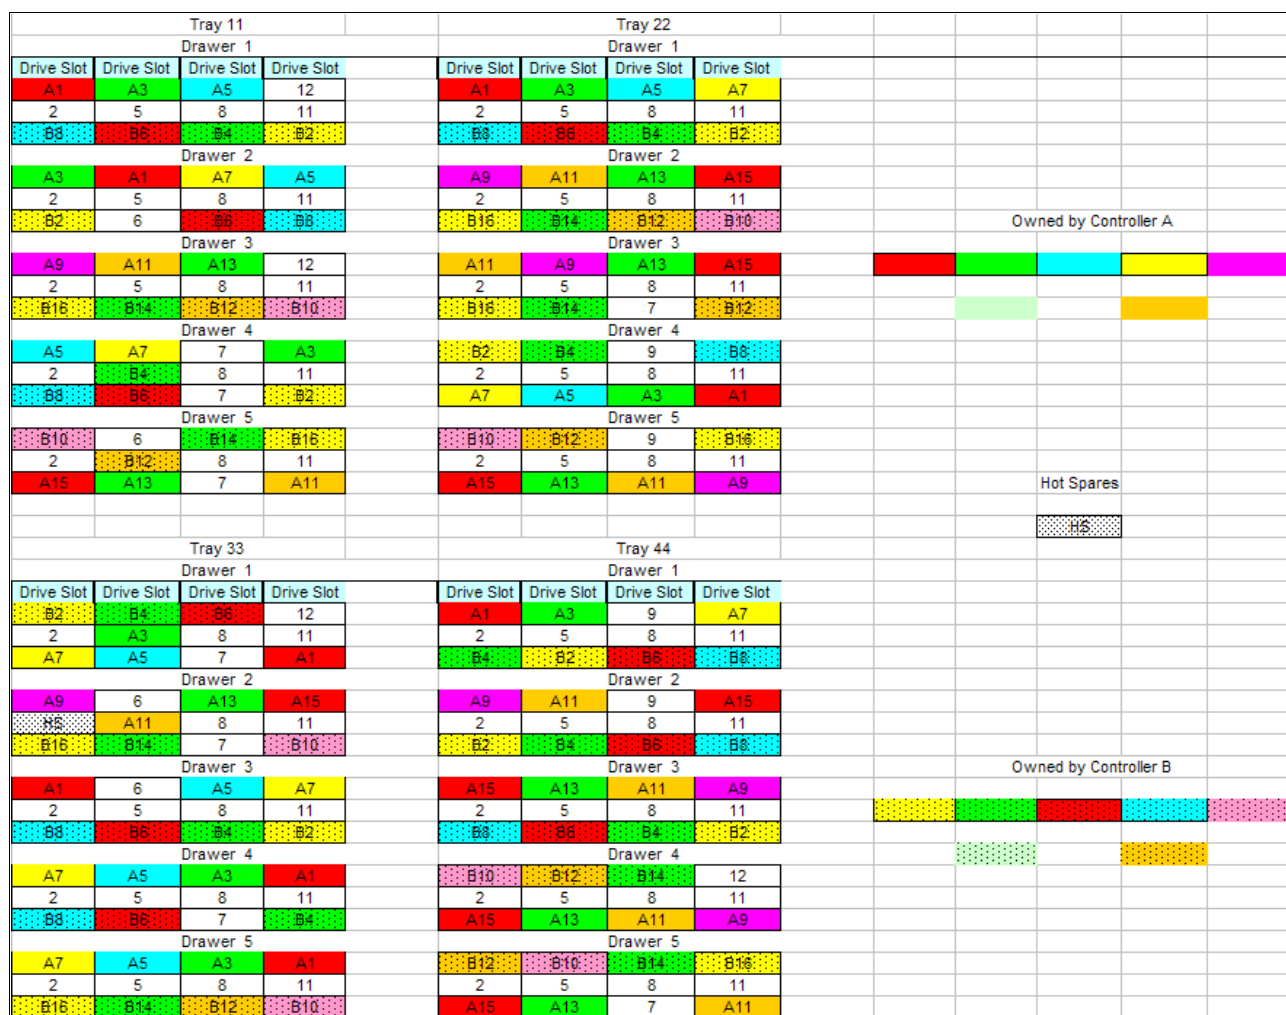 Tray 11 Tray 22
Drawer 1 Drawer 1
Drive Slot Drive Slot Drive Slot Drive Slot Drive Slot Drive Slot Drive Slot Drive Slot
A1 A3 A5 12 A1 A3 A5 A7
2 5 8 11 2 5 8 11
B8 B6 B4 B2 B8 B6 B4 B2
Drawer 2 Drawer 2
A3 A1 A7 A5 A9 A11 A13 A15
2 5 8 11 2 5 8 11
B2 6 B6 B8 B16 B14 B12 B10 Owned by Controller A
Drawer 3 Drawer 3
A9 A11 A13 12 A11 A9 A13 A15
2 5 8 11 2 5 8 11
B16 B14 B12 B10 B16 B14 7 B12
Drawer 4 Drawer 4
A5 A7 7 A3 B2 B4 9 B8
2 B4 8 11 2 5 8 11
B8 B6 7 B2 A7 A5 A3 A1
Drawer 5 Drawer 5
B10 6 B14 B16 B10 B12 9 B16
2 B12 8 11 2 5 8 11
A15 A13 7 A11 A15 A13 A11 A9 Hot Spares
HS
Tray 33 Tray 44
Drawer 1 Drawer 1
Drive Slot Drive Slot Drive Slot Drive Slot Drive Slot Drive Slot Drive Slot Drive Slot
B2 B4 B6 12 A1 A3 9 A7
2 A3 8 11 2 5 8 11
A7 A5 7 A1 B4 B2 B6 B8
Drawer 2 Drawer 2
A9 6 A13 A15 A9 A11 9 A15
HS A11 8 11 2 5 8 11
B16 B14 7 B10 B2 B4 B6 B8
Drawer 3 Drawer 3 Owned by Controller B
A1 6 A5 A7 A15 A13 A11 A9
2 5 8 11 2 5 8 11
B8 B6 B4 B2 B8 B6 B4 B2
Drawer 4 Drawer 4
A7 A5 A3 A1 B10 B12 B14 12
2 5 8 11 2 5 8 11
B8 B6 7 B4 A15 A13 A11 A9
Drawer 5 Drawer 5
A7 A5 A3 A1 B12 B10 B14 B16
2 5 8 11 2 5 8 11
B16 B14 B12 B10 A15 A13 7 A11